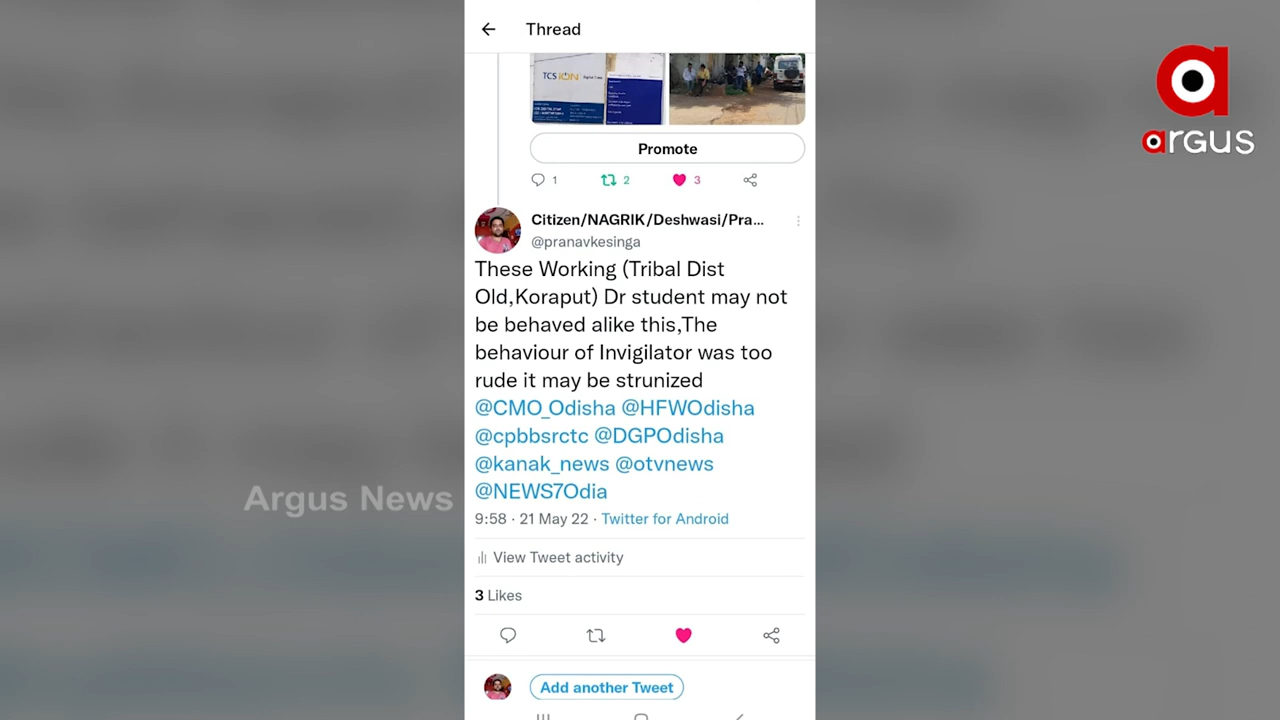 Thread
argus
TCS iON
Promote
1 2 3
Citizen/NAGRIK/Deshwasi/Pra...
@pranavkesinga
These Working (Tribal Dist
Old,Koraput) Dr student may not
be behaved alike this,The
behaviour of Invigilator was too
rude it may be strunized
@CMO_Odisha @HFWOdisha
@cpbbsrctc @DGPOdisha
@kanak_news @otvnews
@NEWS7Odia
Argus News
9:58 · 21 May 22 · Twitter for Android
View Tweet activity
3 Likes
Add another Tweet